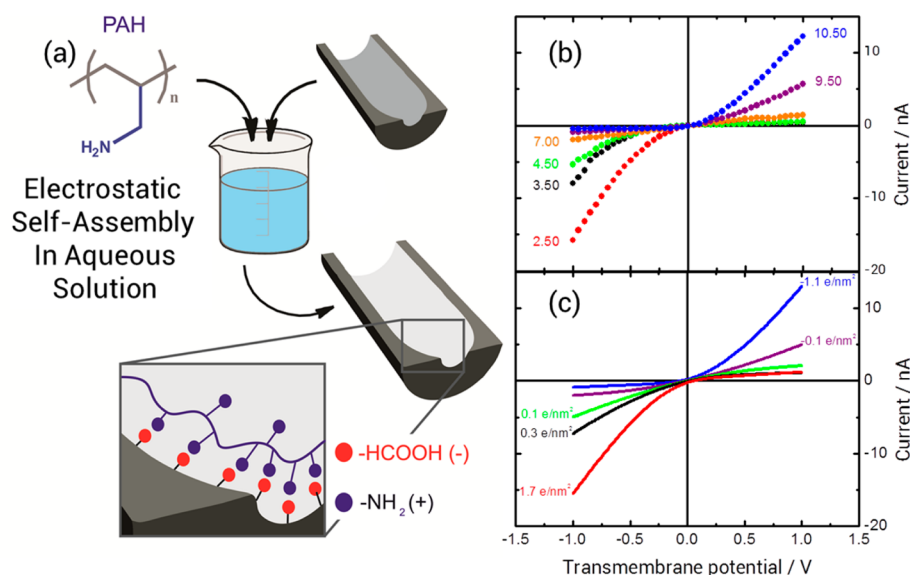 (a)
PAH
n
H₂N
Electrostatic
Self-Assembly
In Aqueous
Solution
-HCOOH (-)
-NH₂ (+)
(b)
10.50
9.50
7.00
4.50
3.50
2.50
10
0
-10
-20
Current / nA
(c)
-1.1 e/nm²
-0.1 e/nm²
0.1 e/nm²
0.3 e/nm²
1.7 e/nm²
10
0
-10
-20
Current / nA
-1.5 -1.0 -0.5 0.0 0.5 1.0 1.5
Transmembrane potential / V